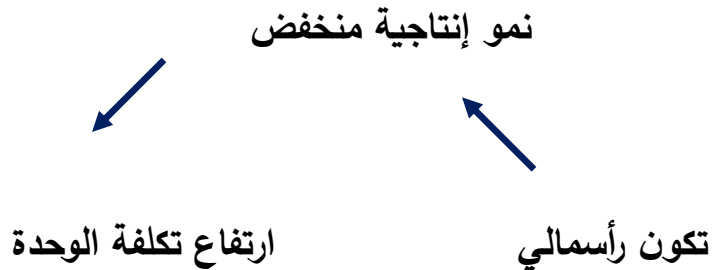 نمو إنتاجية منخفض
تكون رأسمالي
ارتفاع تكلفة الوحدة